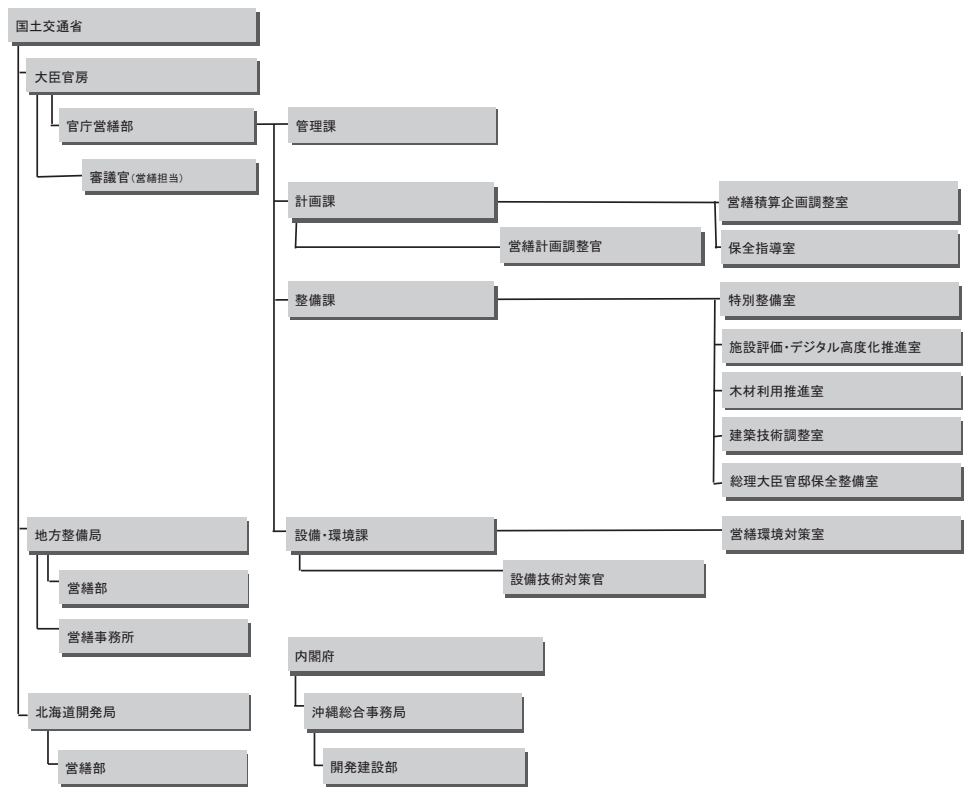 国土交通省
大臣官房
官庁営繕部
審議官（営繕担当）
管理課
計画課
営繕計画調整官
営繕積算企画調整室
保全指導室
整備課
特別整備室
施設評価・デジタル高度化推進室
木材利用推進室
建築技術調整室
総理大臣官邸保全整備室
設備・環境課
営繕環境対策室
設備技術対策官
地方整備局
営繕部
営繕事務所
北海道開発局
営繕部
内閣府
沖縄総合事務局
開発建設部